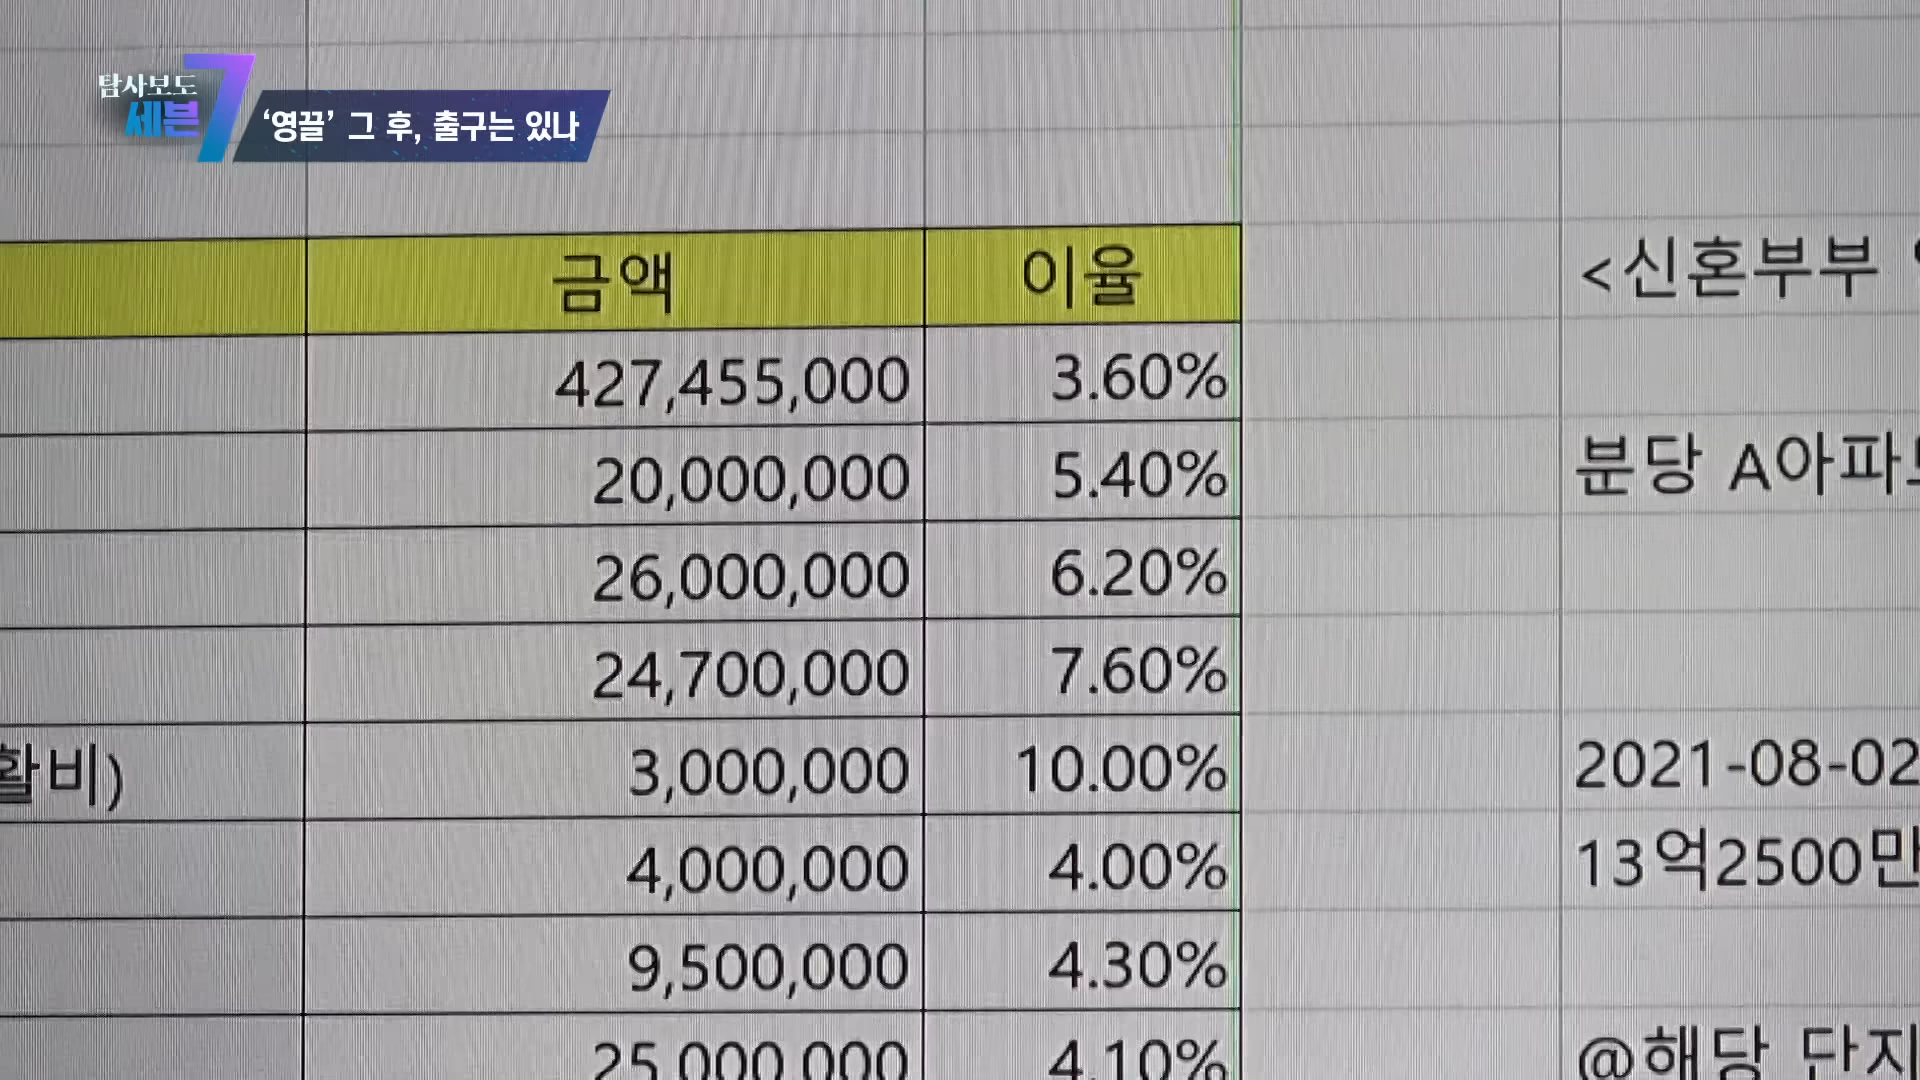 탐사보도
세븐7
‘영끌’ 그 후, 출구는 있나
금액 이율 <신혼부부
427,455,000 3.60%
20,000,000 5.40% 분당 A아파
26,000,000 6.20%
24,700,000 7.60%
활비) 3,000,000 10.00% 2021-08-02
4,000,000 4.00% 13억2500만
9,500,000 4.30%
25,000,000 4.10% @해당 단지